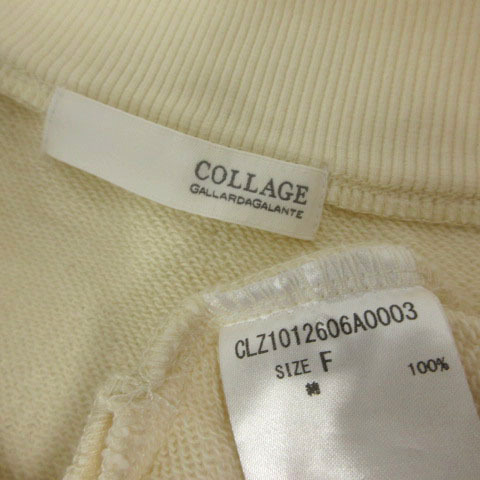 COLLAGE
GALLARDAGALANTE
CLZ1012606A0003
SIZE F
綿 100%